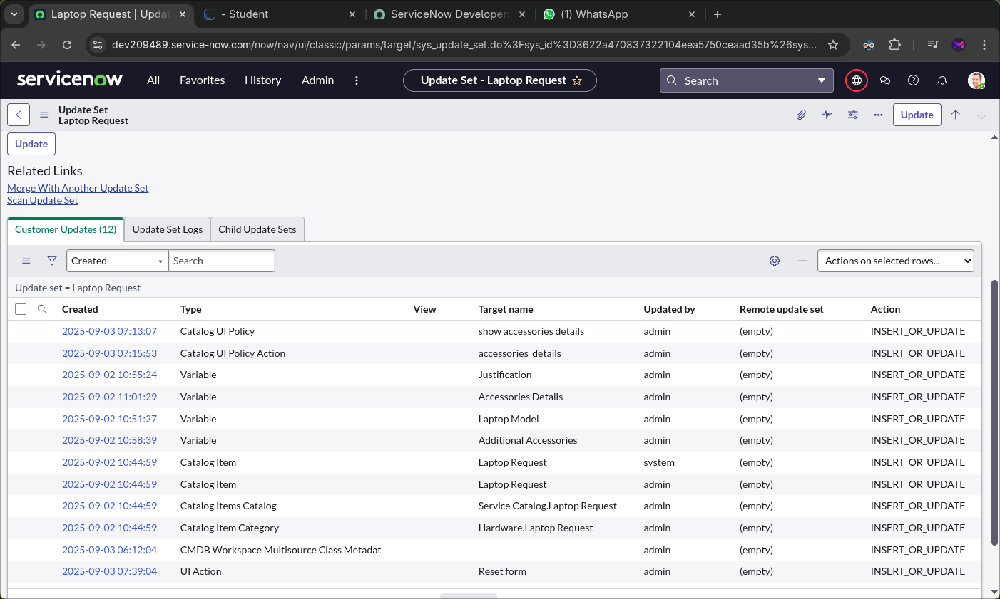 Laptop Request | Updat
- Student
ServiceNow Developers
(1) WhatsApp
dev209489.service-now.com/now/nav/ui/classic/params/target/sys_update_set.do%3Fsys_id%3D3622a470837322104eea5750ceaad35b%26sys...
servicenow
All
Favorites
History
Admin
Update Set - Laptop Request
Search
Update Set
Laptop Request
Update
Update
Related Links
Merge With Another Update Set
Scan Update Set
Customer Updates (12)
Update Set Logs
Child Update Sets
Created
Search
Actions on selected rows...
Update set = Laptop Request
Created Type View Target name Updated by Remote update set Action
2025-09-03 07:13:07 Catalog UI Policy show accessories details admin (empty) INSERT_OR_UPDATE
2025-09-03 07:15:53 Catalog UI Policy Action accessories_details admin (empty) INSERT_OR_UPDATE
2025-09-02 10:55:24 Variable Justification admin (empty) INSERT_OR_UPDATE
2025-09-02 11:01:29 Variable Accessories Details admin (empty) INSERT_OR_UPDATE
2025-09-02 10:51:27 Variable Laptop Model admin (empty) INSERT_OR_UPDATE
2025-09-02 10:58:39 Variable Additional Accessories admin (empty) INSERT_OR_UPDATE
2025-09-02 10:44:59 Catalog Item Laptop Request system (empty) INSERT_OR_UPDATE
2025-09-02 10:44:59 Catalog Item Laptop Request admin (empty) INSERT_OR_UPDATE
2025-09-02 10:44:59 Catalog Items Catalog Service Catalog.Laptop Request admin (empty) INSERT_OR_UPDATE
2025-09-02 10:44:59 Catalog Item Category Hardware.Laptop Request admin (empty) INSERT_OR_UPDATE
2025-09-03 06:12:04 CMDB Workspace Multisource Class Metadat admin (empty) INSERT_OR_UPDATE
2025-09-03 07:39:04 UI Action Reset form admin (empty) INSERT_OR_UPDATE